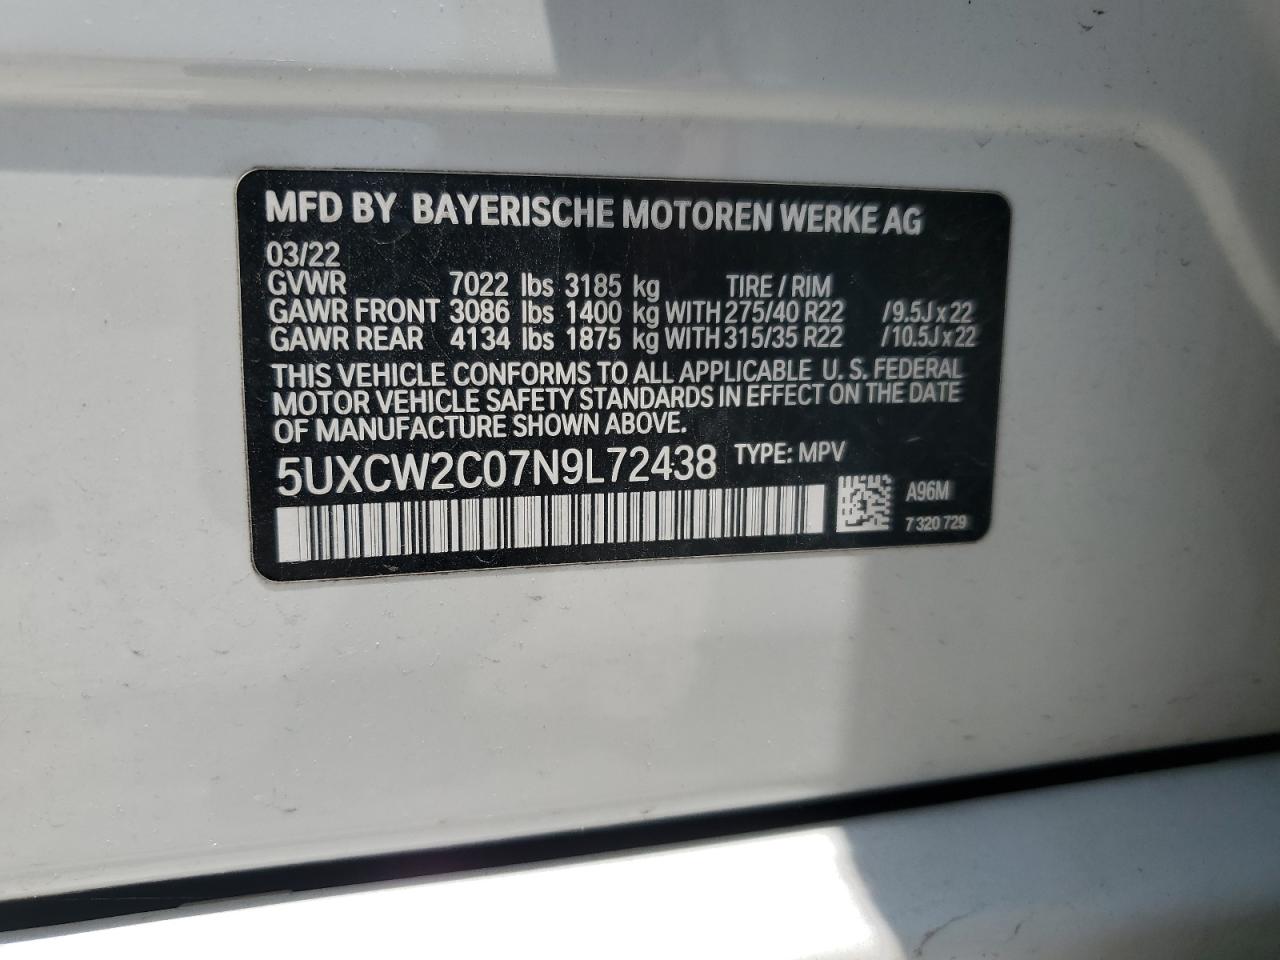 MFD BY BAYERISCHE MOTOREN WERKE AG
03/22
GVWR 7022 lbs 3185 kg TIRE / RIM
GAWR FRONT 3086 lbs 1400 kg WITH 275/40 R22 /9.5J x 22
GAWR REAR 4134 lbs 1875 kg WITH 315/35 R22 /10.5J x 22
THIS VEHICLE CONFORMS TO ALL APPLICABLE U. S. FEDERAL
MOTOR VEHICLE SAFETY STANDARDS IN EFFECT ON THE DATE
OF MANUFACTURE SHOWN ABOVE.
5UXCW2C07N9L72438 TYPE: MPV
A96M
7 320 729